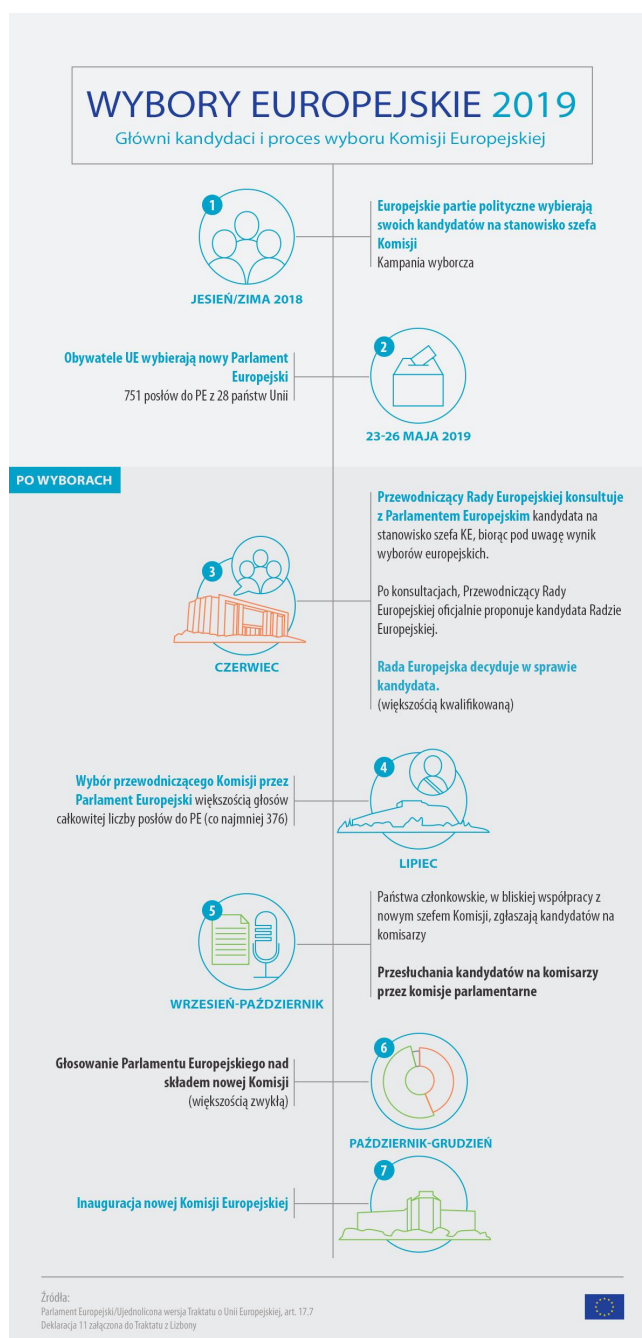 WYBORY EUROPEJSKIE 2019
Główni kandydaci i proces wyboru Komisji Europejskiej
1
JESIEŃ/ZIMA 2018
Europejskie partie polityczne wybierają
swoich kandydatów na stanowisko szefa
Komisji
Kampania wyborcza
Obywatele UE wybierają nowy Parlament
Europejski
751 posłów do PE z 28 państw Unii
2
23-26 MAJA 2019
PO WYBORACH
3
CZERWIEC
Przewodniczący Rady Europejskiej konsultuje
z Parlamentem Europejskim kandydata na
stanowisko szefa KE, biorąc pod uwagę wynik
wyborów europejskich.
Po konsultacjach, Przewodniczący Rady
Europejskiej oficjalnie proponuje kandydata Radzie
Europejskiej.
Rada Europejska decyduje w sprawie
kandydata.
(większością kwalifikowaną)
Wybór przewodniczącego Komisji przez
Parlament Europejski większością głosów
całkowitej liczby posłów do PE (co najmniej 376)
4
LIPIEC
5
WRZESIEŃ-PAŹDZIERNIK
Państwa członkowskie, w bliskiej współpracy z
nowym szefem Komisji, zgłaszają kandydatów na
komisarzy
Przesłuchania kandydatów na komisarzy
przez komisje parlamentarne
Głosowanie Parlamentu Europejskiego nad
składem nowej Komisji
(większością zwykłą)
6
PAŹDZIERNIK-GRUDZIEŃ
7
Inauguracja nowej Komisji Europejskiej
Źródła:
Parlament Europejski/Ujednolicona wersja Traktatu o Unii Europejskiej, art. 17.7
Deklaracja 11 załączona do Traktatu z Lizbony